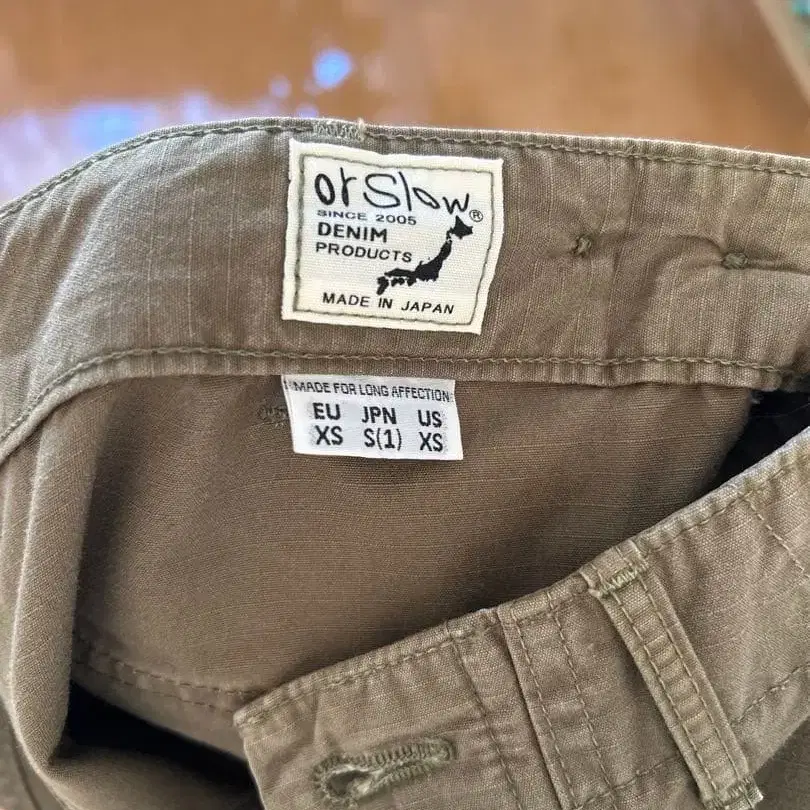 orSlow®
SINCE 2005
DENIM
PRODUCTS
MADE IN JAPAN
MADE FOR LONG AFFECTION
EU JPN US
XS S(1) XS